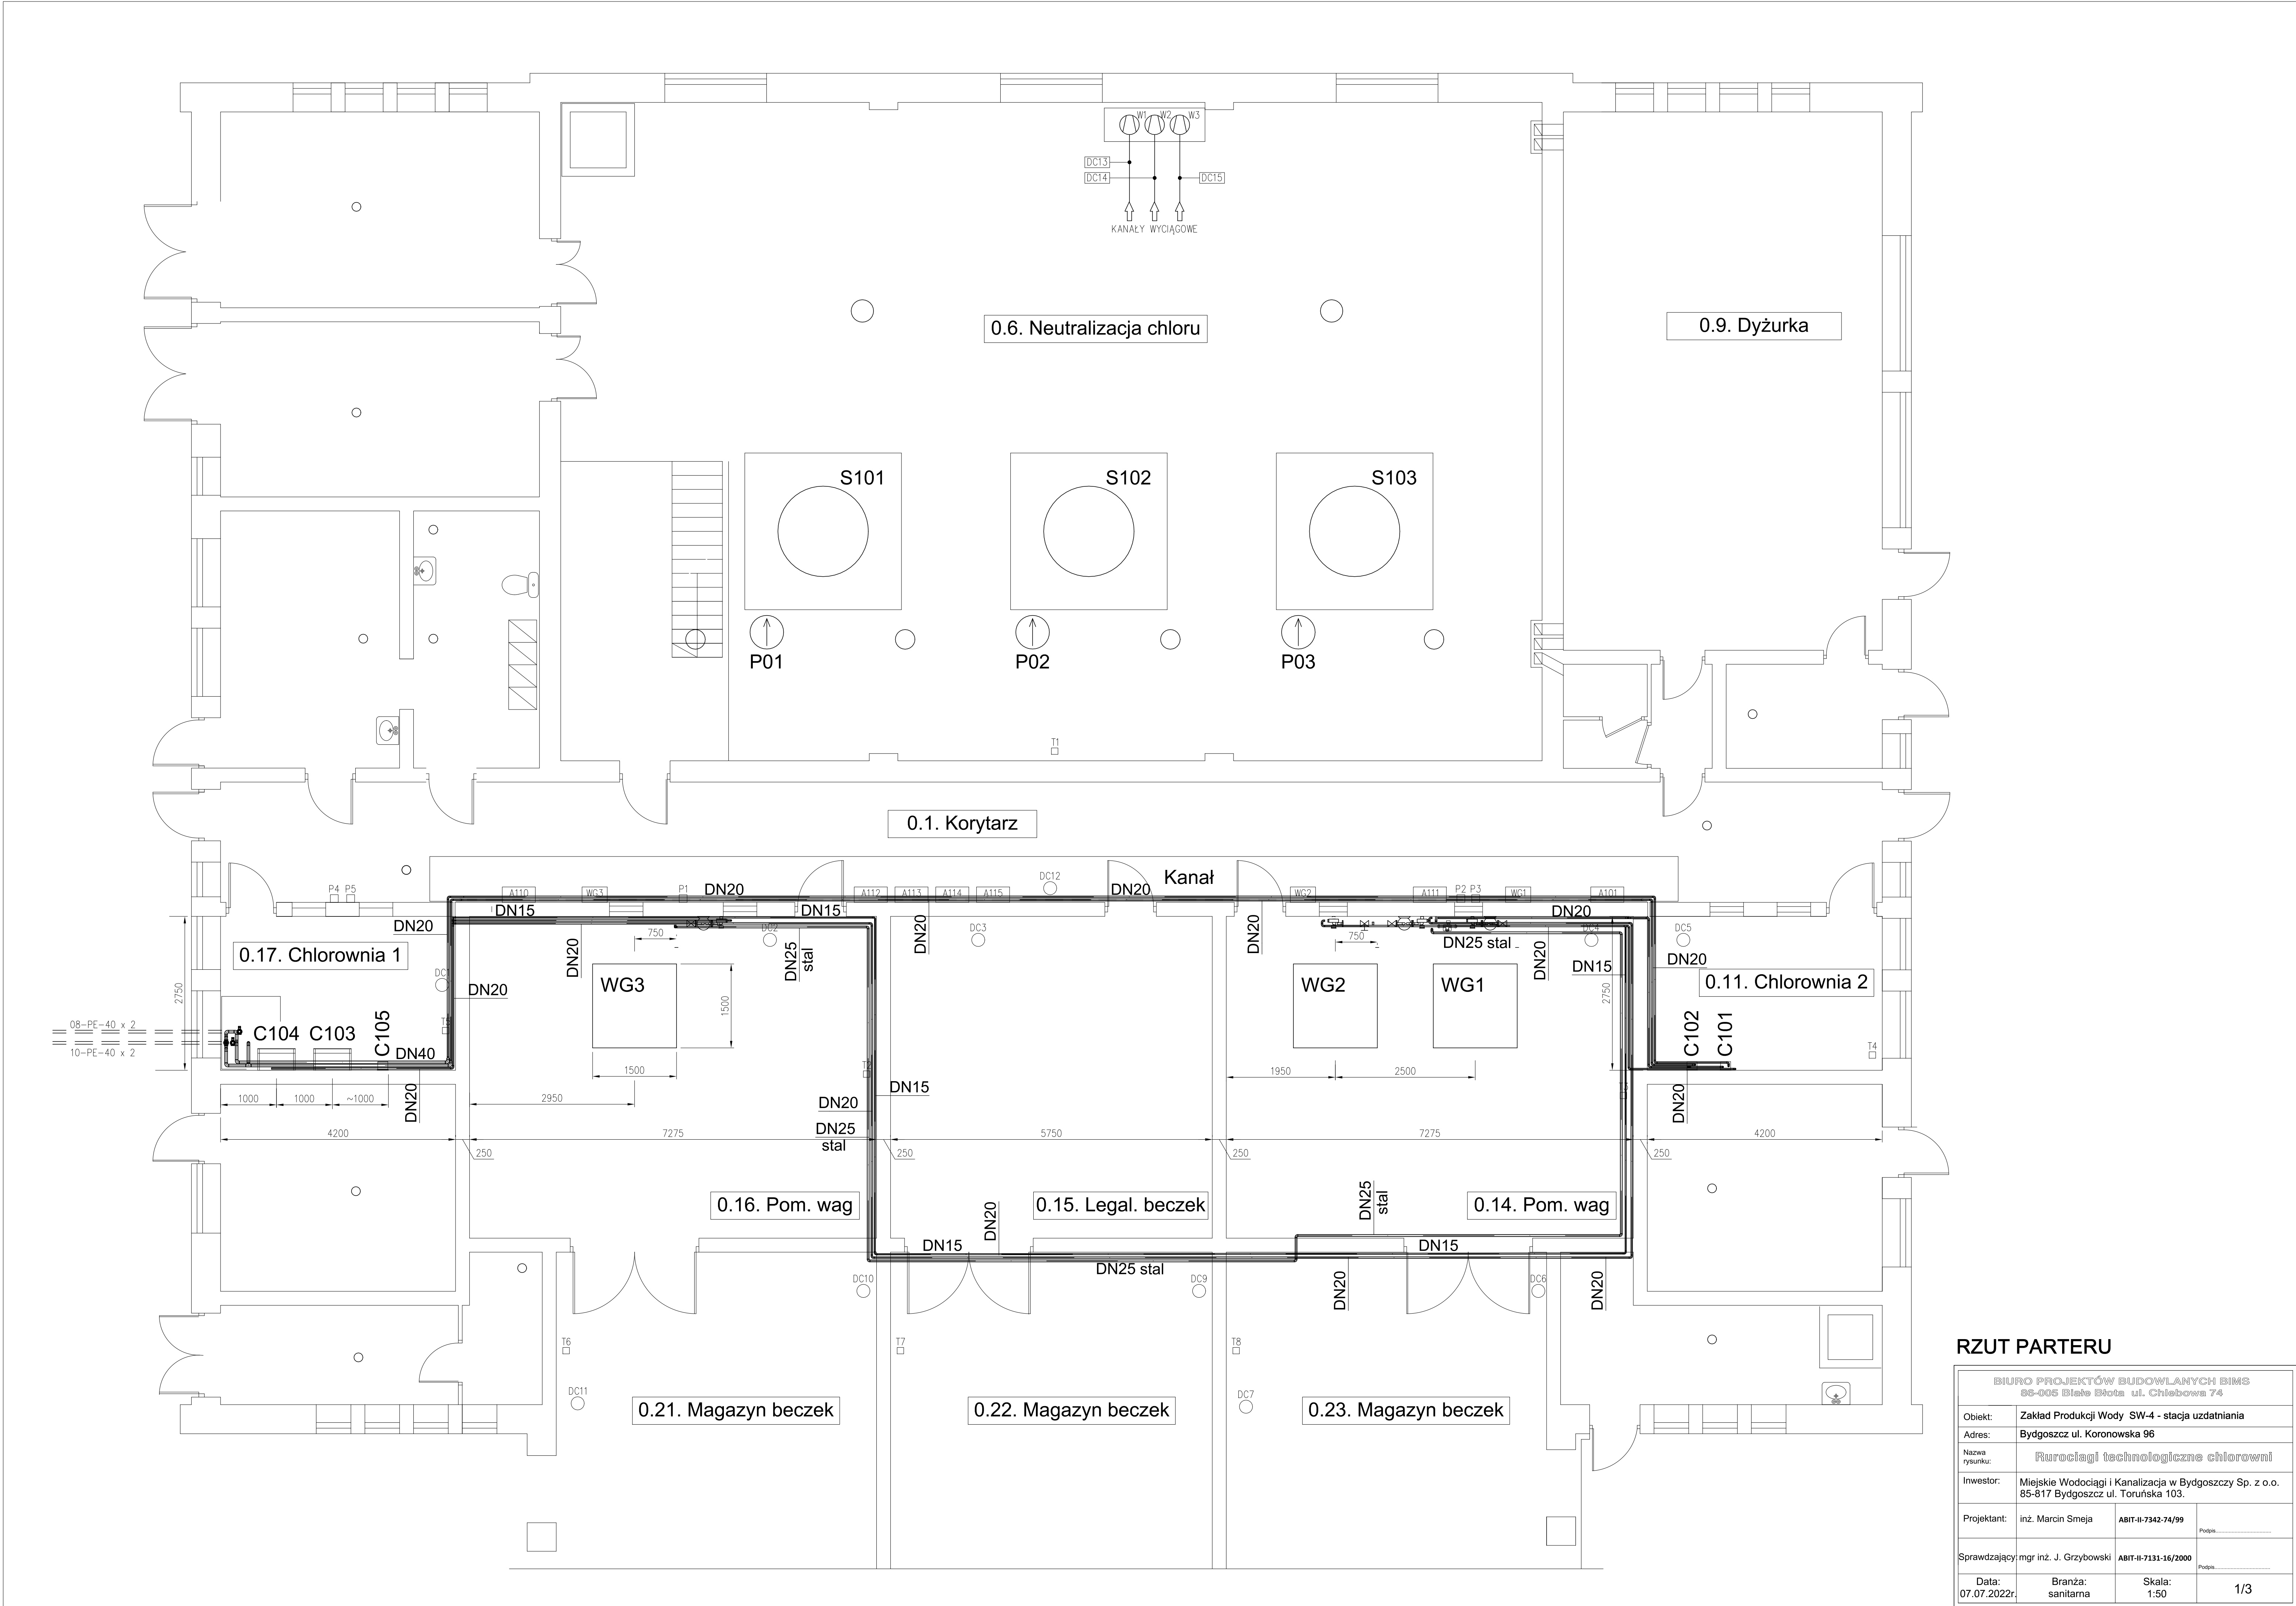 W1
W2
W3
DC13
DC14
DC15
KANAŁY WYCIĄGOWE
0.6. Neutralizacja chloru
0.9. Dyżurka
S101
S102
S103
P01
P02
P03
T1
0.1. Korytarz
Kanał
P4 P5
A110
WG3
P1
DN20
A112
A113
A114
A115
DC12
DN20
WG2
A111
P2 P3
WG1
A101
DN15
DN15
DN20
DN20
DN20
DN20
DN20
DC2
DC3
DC4
DC5
750
750
DN25
stal
DN25 stal
DN20
DN15
DN20
0.17. Chlorownia 1
0.11. Chlorownia 2
DC1
DN20
WG3
WG2
WG1
2750
1500
2750
08-PE-40 x 2
10-PE-40 x 2
C104
C103
C105
DN40
C102
C101
T4
1500
1950
2500
DN15
DN20
DN20
DN20
1000
1000
~1000
2950
DN25
stal
4200
7275
5750
7275
4200
250
250
250
250
0.16. Pom. wag
0.15. Legal. beczek
0.14. Pom. wag
DN25
stal
DN20
DN15
DN15
DN25 stal
DN20
DN20
DC10
DC9
DC6
T6
T7
T8
DC11
DC7
0.21. Magazyn beczek
0.22. Magazyn beczek
0.23. Magazyn beczek
RZUT PARTERU
BIURO PROJEKTÓW BUDOWLANYCH BIMS
86-005 Białe Błota ul. Chlebowa 74
Obiekt: Zakład Produkcji Wody SW-4 - stacja uzdatniania
Adres: Bydgoszcz ul. Koronowska 96
Nazwa
rysunku:
Rurociagi technologiczne chlorowni
Inwestor: Miejskie Wodociągi i Kanalizacja w Bydgoszczy Sp. z o.o.
85-817 Bydgoszcz ul. Toruńska 103.
Projektant: inż. Marcin Smeja ABIT-II-7342-74/99
Podpis..............................
Sprawdzający: mgr inż. J. Grzybowski ABIT-II-7131-16/2000
Podpis..............................
Data: Branża: Skala:
07.07.2022r. sanitarna 1:50 1/3